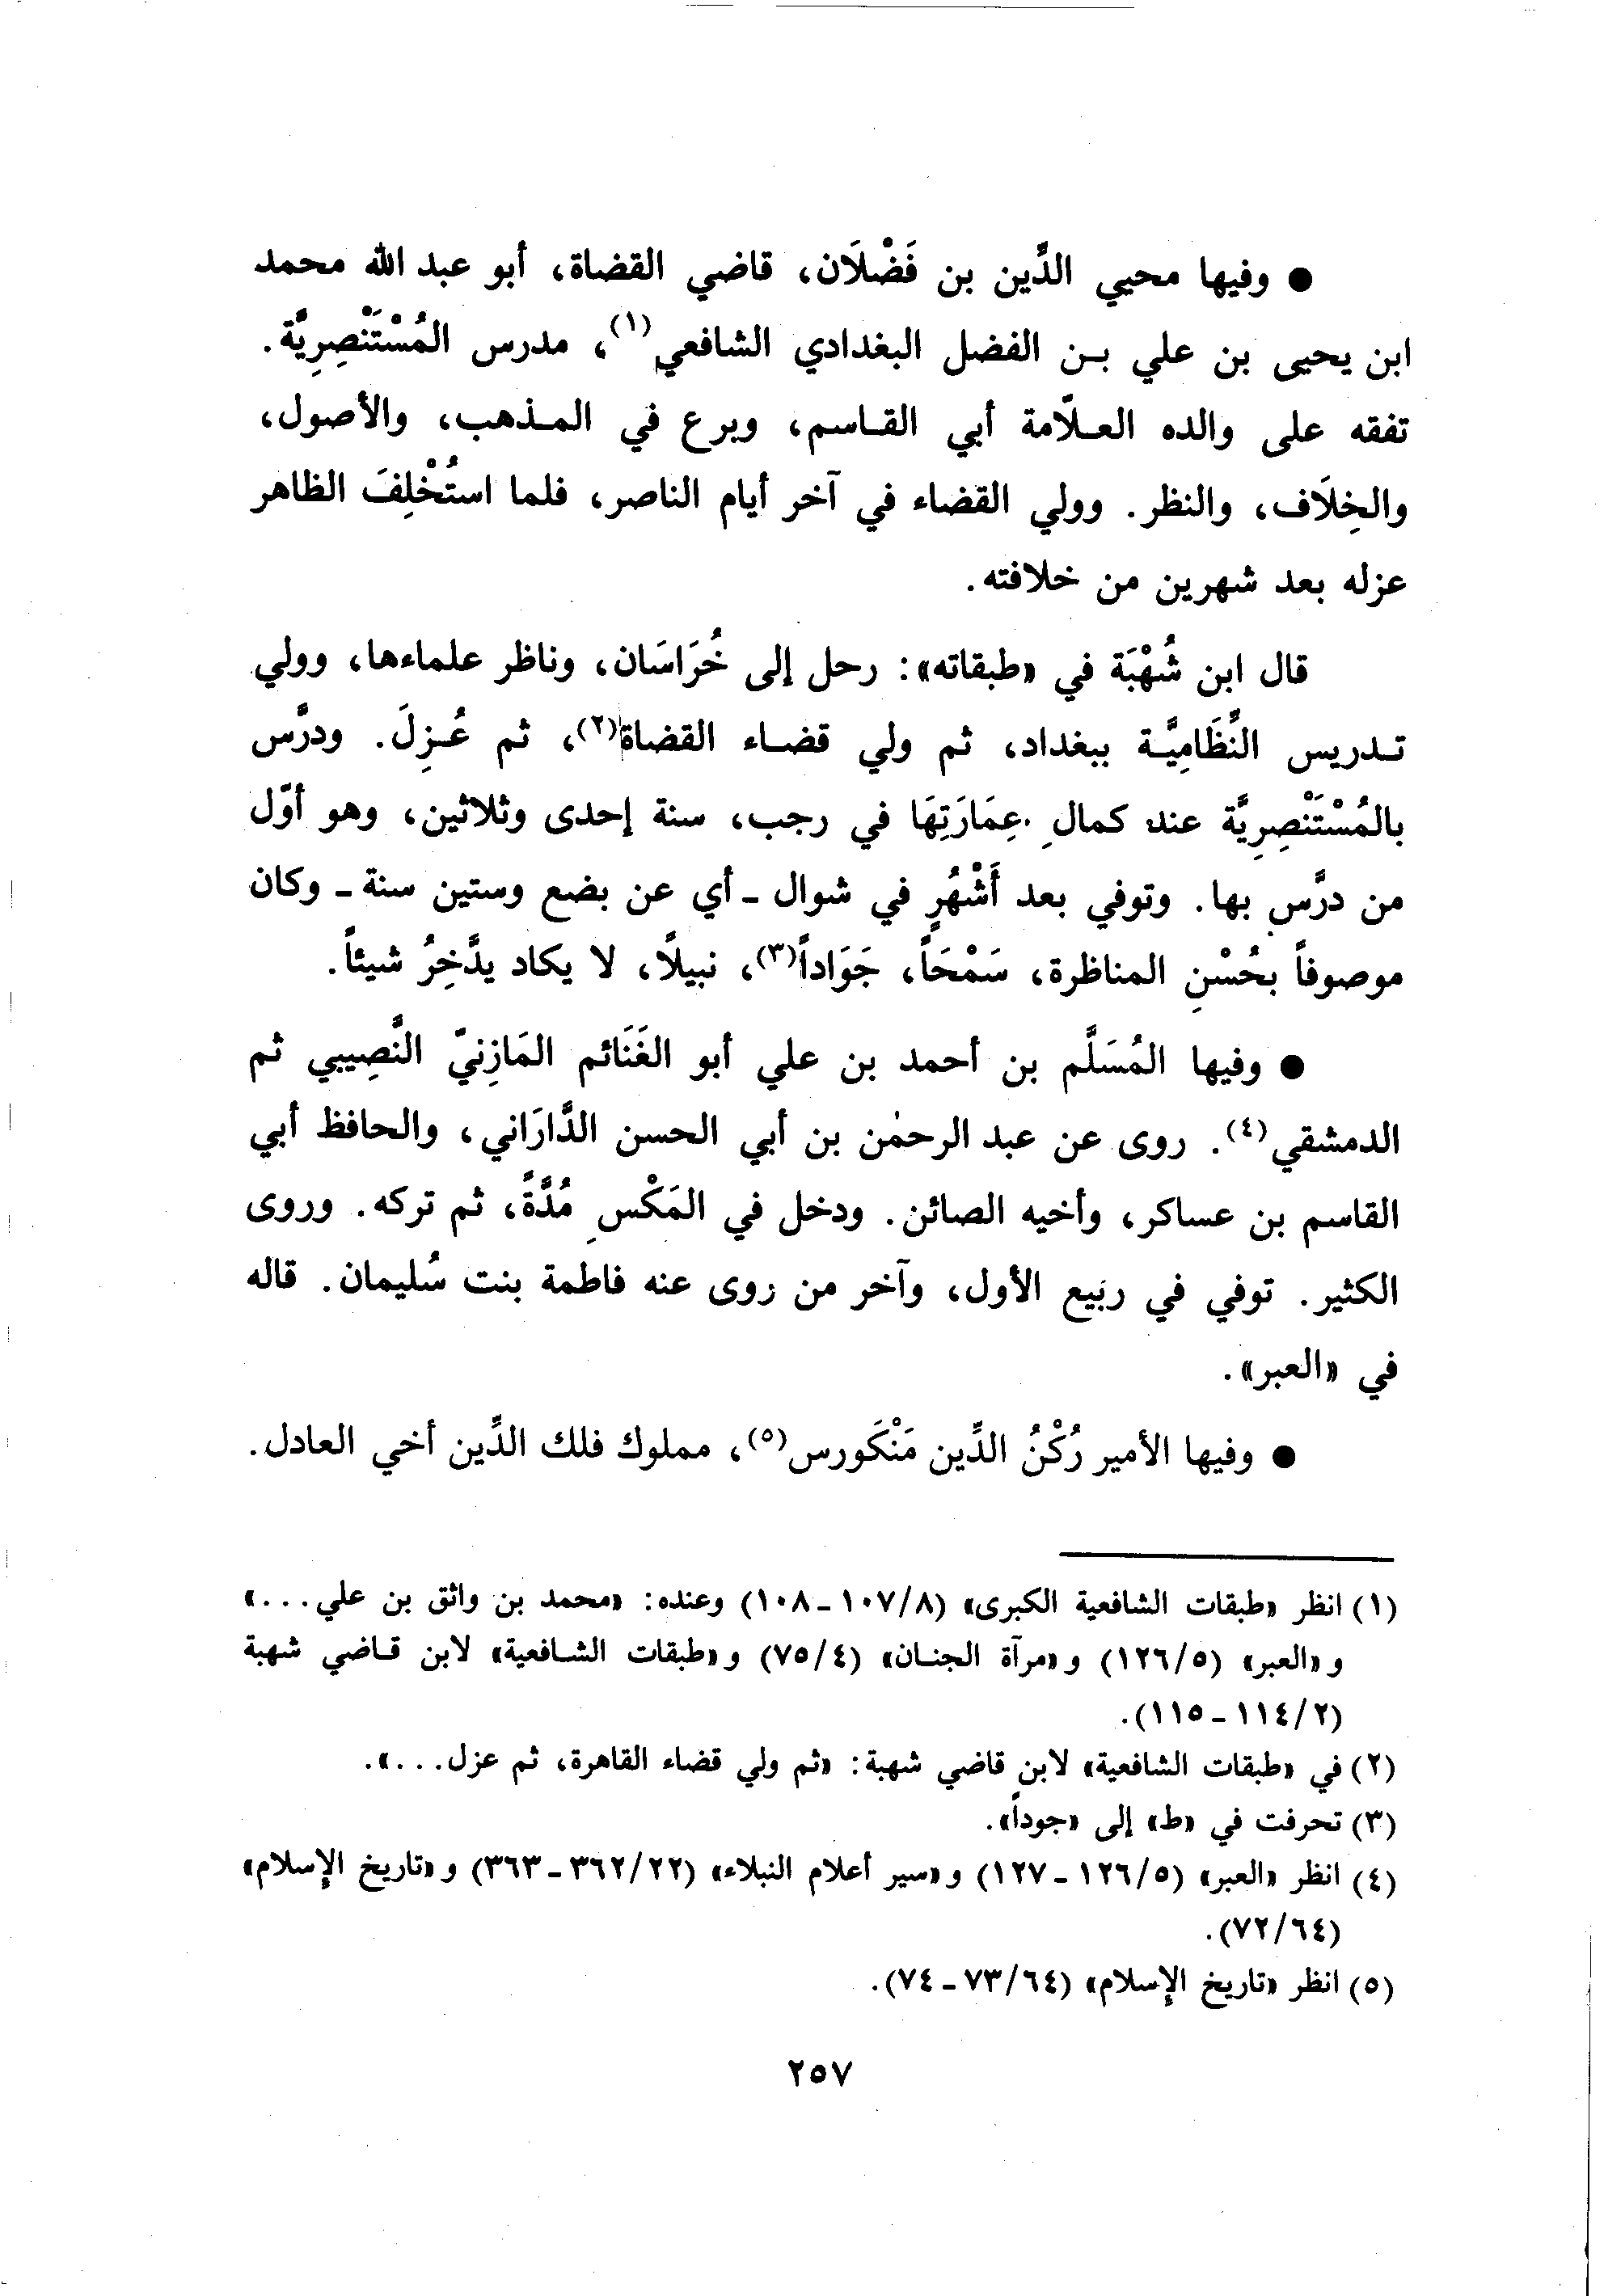 ● وفيها محيي الدِّين بن فَضْلَان، قاضي القضاة، أبو عبد الله محمد
ابن يحيى بن علي بن الفضل البغدادي الشافعي(١)، مدرس المُسْتَنْصِرِيَّة.
تفقه على والده العلّامة أبي القاسم، وبرع في المذهب، والأصول،
والخِلَاف، والنظر. وولي القضاء في آخر أيام الناصر، فلما استُخْلِفَ الظاهر
عزله بعد شهرين من خلافته.
قال ابن شُهْبَة في «طبقاته»: رحل إلى خُرَاسَان، وناظر علماءها، وولي
تدريس النِّظَامِيَّة ببغداد، ثم ولي قضاء القضاة(٢)، ثم عُزِلَ. ودرَّس
بالمُسْتَنْصِرِيَّة عند كمالِ عِمَارَتِهَا في رجب، سنة إحدى وثلاثين، وهو أوّل
من درَّس بها. وتوفي بعد أَشْهُرٍ في شوال ـ أي عن بضع وستين سنة ـ وكان
موصوفاً بحُسْنِ المناظرة، سَمْحَاً، جَوَاداً(٣)، نبيلًا، لا يكاد يدَّخِرُ شيئاً.
● وفيها المُسَلَّم بن أحمد بن علي أبو الغَنَائم المَازِنيّ النَّصِيبي ثم
الدمشقي(٤). روى عن عبد الرحمٰن بن أبي الحسن الدَّارَاني، والحافظ أبي
القاسم بن عساكر، وأخيه الصائن. ودخل في المَكْسِ مُدَّةً، ثم تركه. وروى
الكثير. توفي في ربيع الأول، وآخر من روى عنه فاطمة بنت سُليمان. قاله
في «العبر».
● وفيها الأمير رُكْنُ الدِّين مَنْكَورس(٥)، مملوك فلك الدِّين أخي العادل.
(١) انظر «طبقات الشافعية الكبرى» (١٠٧/٨ ـ ١٠٨) وعنده: «محمد بن واثق بن علي...»
و«العبر» (١٢٦/٥) و«مرآة الجنان» (٧٥/٤) و«طبقات الشافعية» لابن قاضي شهبة
(١١٤/٢ ـ ١١٥).
(٢) في «طبقات الشافعية» لابن قاضي شهبة: «ثم ولي قضاء القاهرة، ثم عزل...».
(٣) تحرفت في «ط» إلى «جوداً».
(٤) انظر «العبر» (١٢٦/٥ ـ ١٢٧) و«سير أعلام النبلاء» (٣٦٢/٢٢ ـ ٣٦٣) و«تاريخ الإسلام»
(٧٢/٦٤).
(٥) انظر «تاريخ الإسلام» (٧٣/٦٤ ـ ٧٤).
٢٥٧